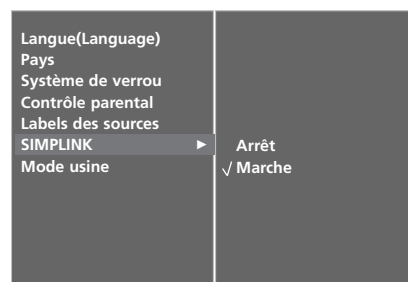 Langue(Language)
Pays
Système de verrou
Contrôle parental
Labels des sources
SIMPLINK ►
Mode usine
Arrêt
√ Marche